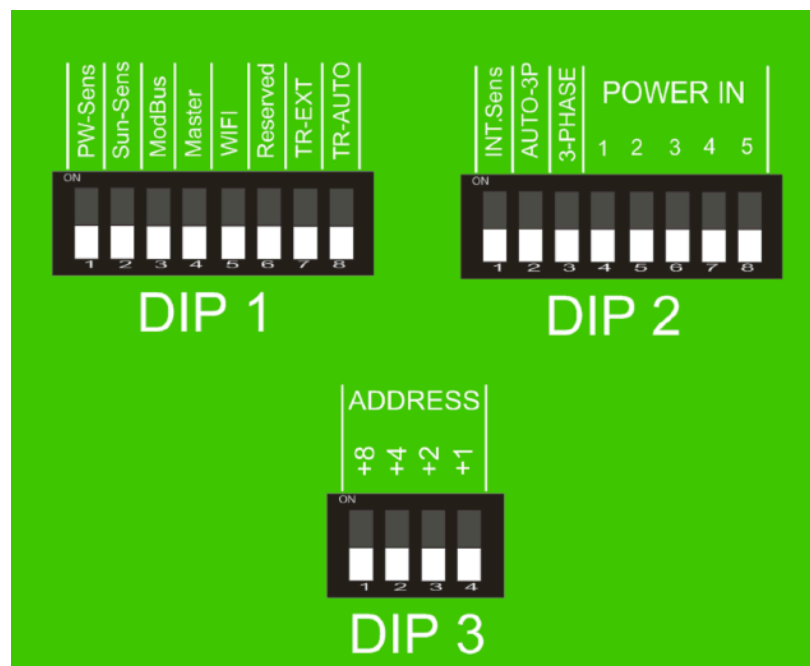 PW-Sens
Sun-Sens
ModBus
Master
WIFI
Reserved
TR-EXT
TR-AUTO
ON
1 2 3 4 5 6 7 8
DIP 1
INT.Sens
AUTO-3P
3-PHASE
POWER IN
1 2 3 4 5
ON
1 2 3 4 5 6 7 8
DIP 2
ADDRESS
+8 +4 +2 +1
ON
1 2 3 4
DIP 3